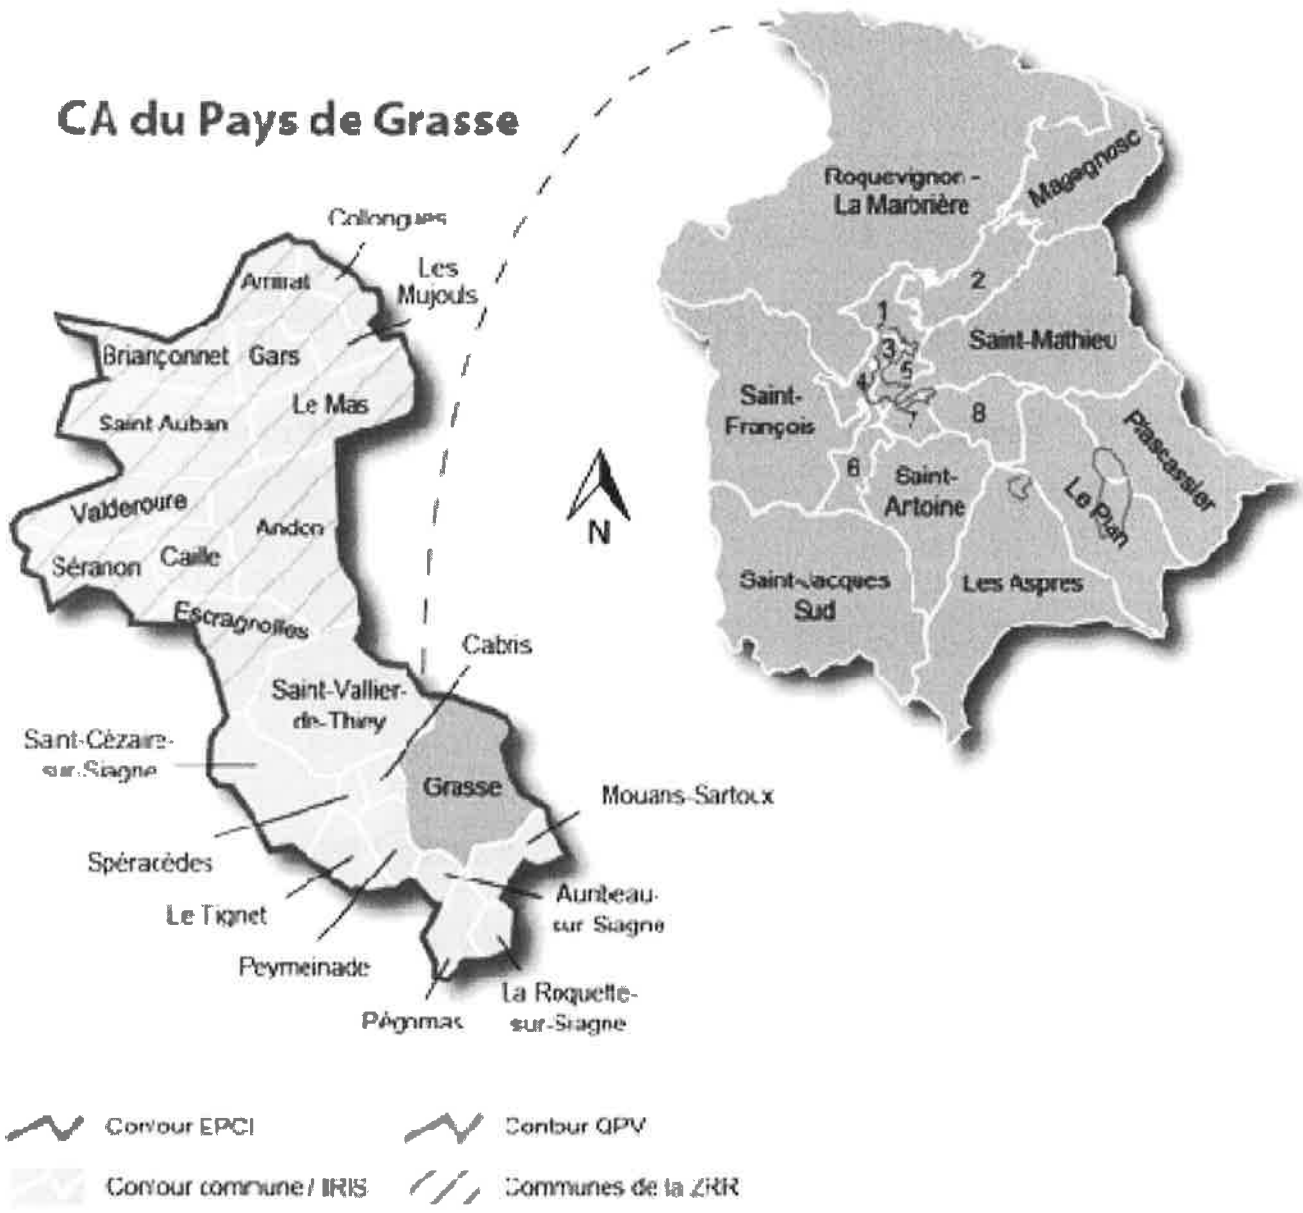 CA du Pays de Grasse
Collongues
Amirat
Les
Mujouls
Briançonnet
Gars
Le Mas
Saint Auban
Valderoure
Andon
Séranon
Caille
Escragnolles
Cabris
Saint-Vallier-
de-Thiey
Saint-Cézaire-
sur-Siagne
Grasse
Mouans-Sartoux
Spéracèdes
Le Tignet
Auribeau-
sur Siagne
Peymeinade
La Roquette-
sur-Siagne
Pégomas
N
Roquevignon -
La Marbrière
Magagnosc
2
1
3
Saint-Mathieu
5
4
Saint-
François
8
7
Plascassier
6
Saint-
Antoine
Le Plan
Saint-Jacques
Sud
Les Aspres
Contour EPCI
Contour QPV
Contour commune / IRIS
Communes de la ZRR